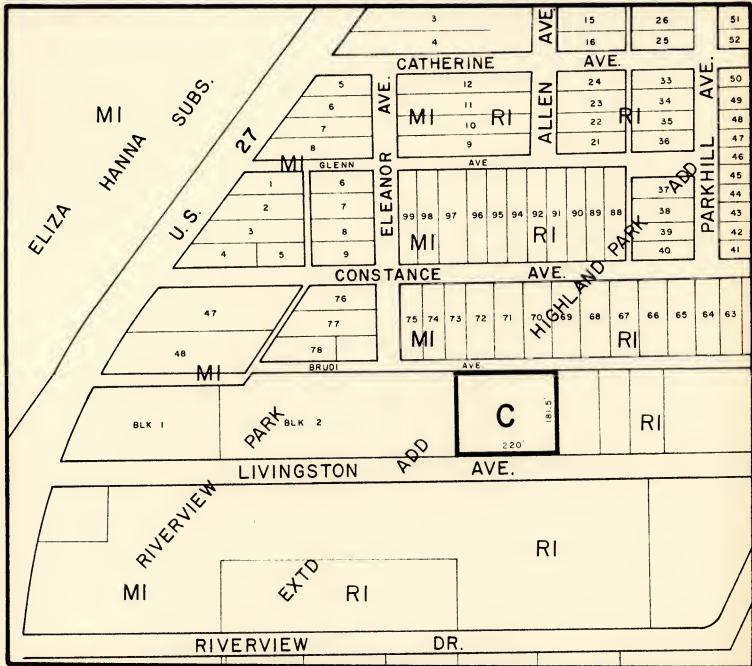 3 AVE. 15 26 51
4 16 25 52
CATHERINE AVE.
5 12 24 33 50
6 11 23 34 49
7 10 22 35 48
8 9 21 36 47
MI MI RI RI
ELIZA HANNA SUBS.
U.S. 27
ELEANOR AVE.
ALLEN
PARKHILL AVE.
MI GLENN AVE
1 6 46
2 7 45
3 8 44
4 5 9 43
42
41
99 98 97 96 95 94 92 91 90 89 88
37
38
39
40
MI RI
HIGHLAND PARK ADD
CONSTANCE AVE.
47 76
48 77
78
75 74 73 72 71 70 69 68 67 66 65 64 63
MI RI
MI BRUDI AVE.
BLK 1 BLK 2 C 181.5' RI
220'
LIVINGSTON AVE.
RIVERVIEW PARK ADD
EXTD
RI
MI RI
RIVERVIEW DR.